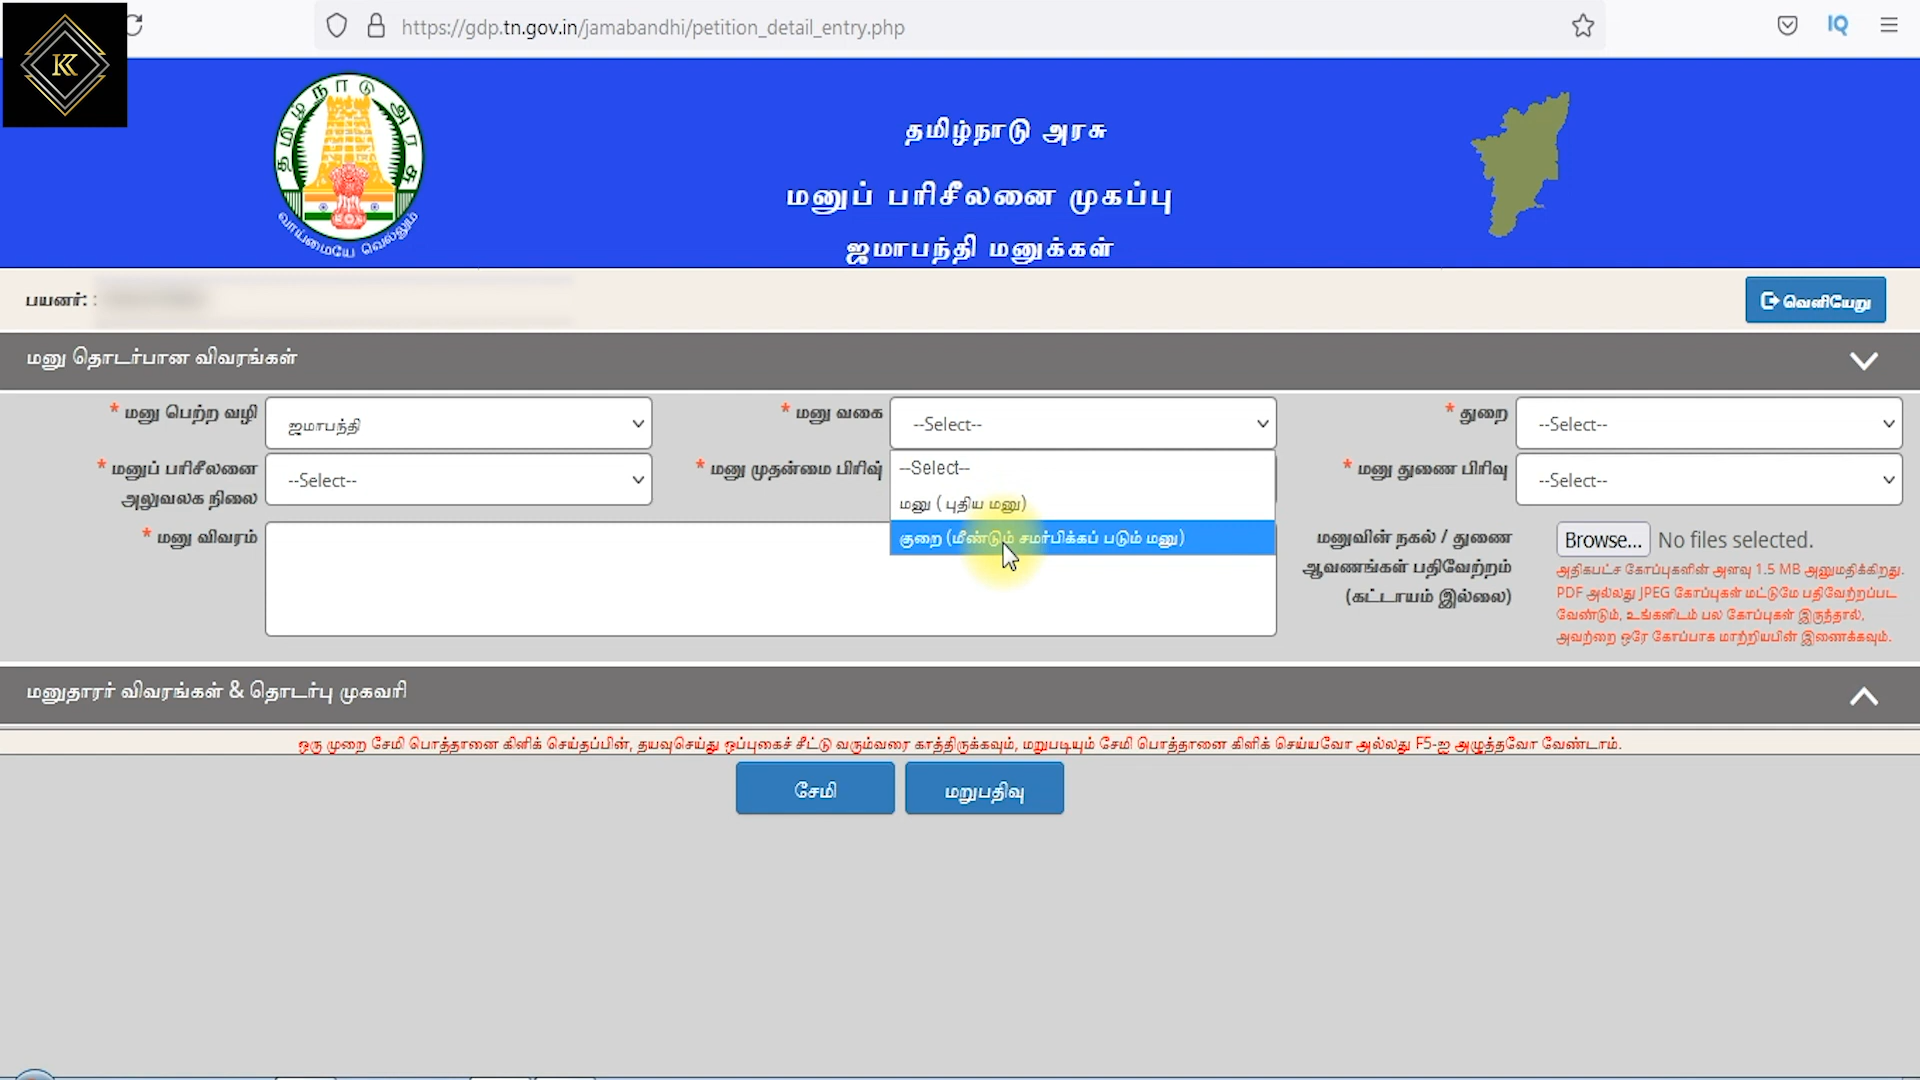 K
https://gdp.tn.gov.in/jamabandhi/petition_detail_entry.php
IQ
தமிழ்நாடு அரசு
வாய்மையே வெல்லும்
தமிழ்நாடு அரசு
மனுப் பரிசீலனை முகப்பு
ஜமாபந்தி மனுக்கள்
பயனர்: :
வெளியேறு
மனு தொடர்பான விவரங்கள்
* மனு பெற்ற வழி ஜமாபந்தி * மனு வகை --Select-- * துறை --Select--
* மனுப் பரிசீலனை அலுவலக நிலை --Select-- * மனு முதன்மை பிரிவு * மனு துணை பிரிவு --Select--
--Select--
மனு ( புதிய மனு)
குறை (மீண்டும் சமர்பிக்கப் படும் மனு)
* மனு விவரம்
மனுவின் நகல் / துணை
ஆவணங்கள் பதிவேற்றம்
(கட்டாயம் இல்லை)
Browse... No files selected.
அதிகபட்ச கோப்புகளின் அளவு 1.5 MB அனுமதிக்கிறது.
PDF அல்லது JPEG கோப்புகள் மட்டுமே பதிவேற்றப்பட
வேண்டும், உங்களிடம் பல கோப்புகள் இருந்தால்,
அவற்றை ஒரே கோப்பாக மாற்றியபின் இணைக்கவும்.
மனுதாரர் விவரங்கள் & தொடர்பு முகவரி
ஒரு முறை சேமி பொத்தானை கிளிக் செய்தப்பின், தயவுசெய்து ஒப்புகைச் சீட்டு வரும்வரை காத்திருக்கவும், மறுபடியும் சேமி பொத்தானை கிளிக் செய்யவோ அல்லது F5-ஐ அழுத்தவோ வேண்டாம்.
சேமி
மறுபதிவு